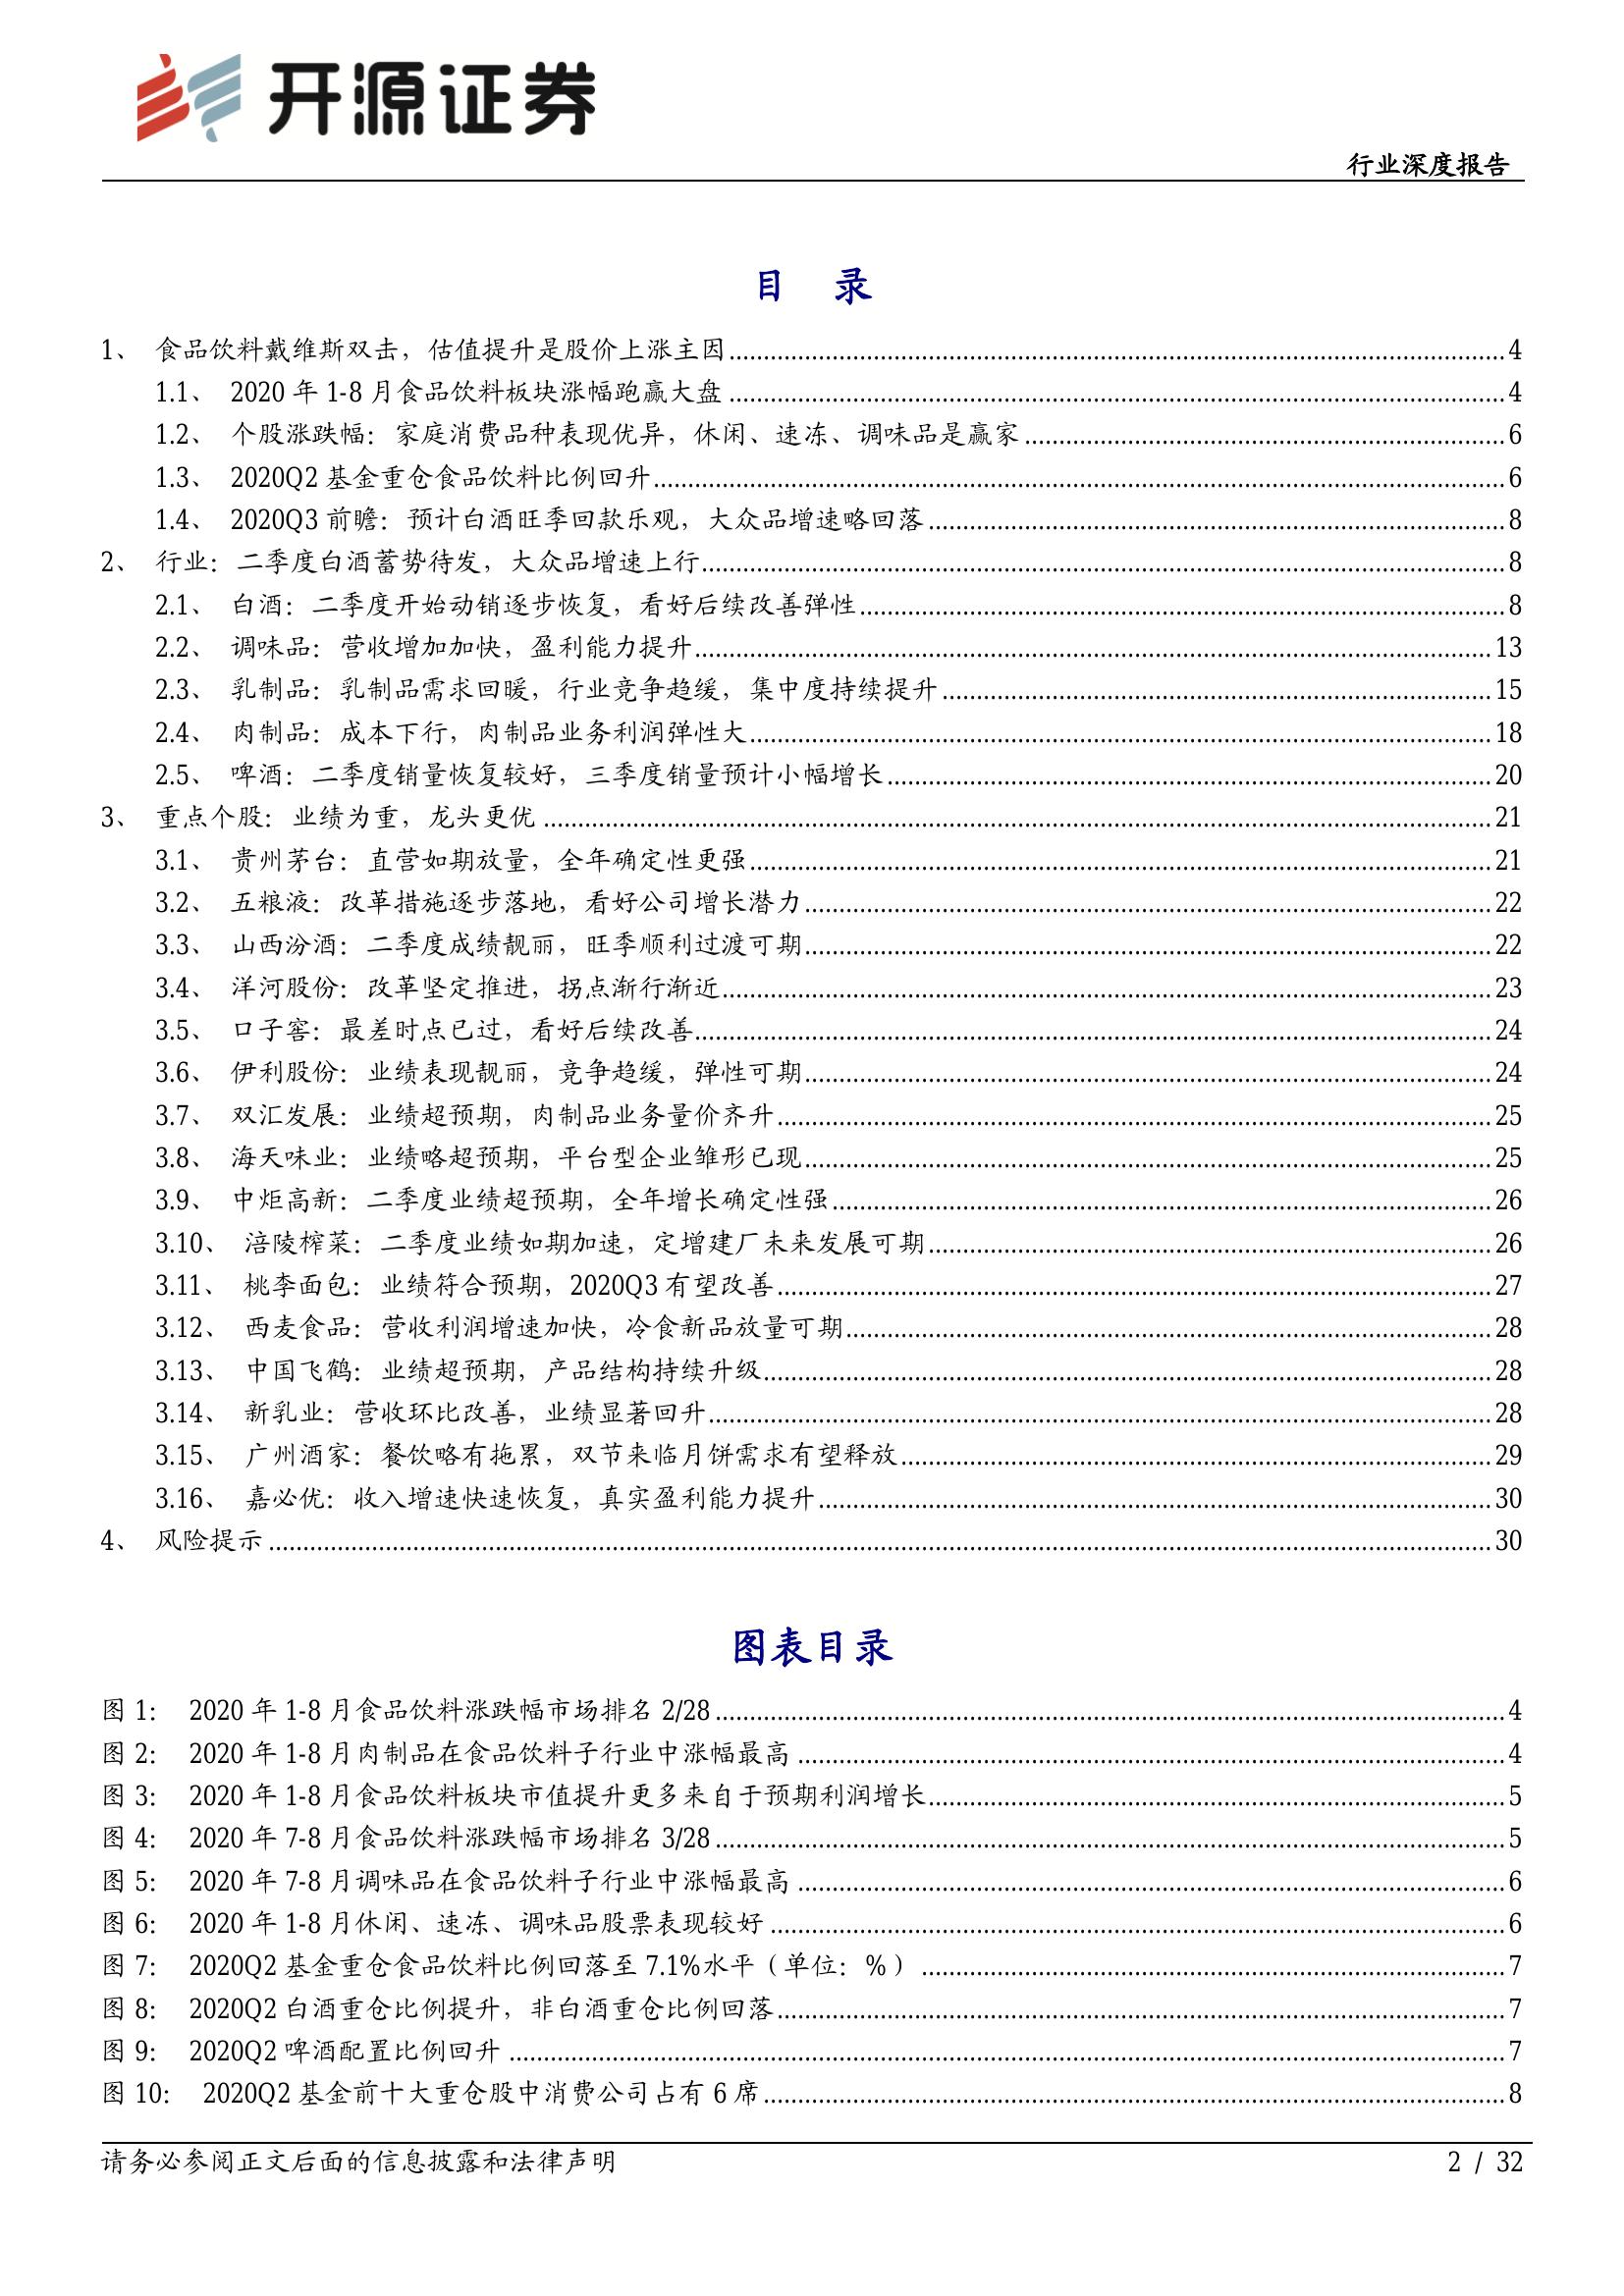 开源证券
行业深度报告
目 录
1、 食品饮料戴维斯双击，估值提升是股价上涨主因 4
1.1、 2020 年 1-8 月食品饮料板块涨幅跑赢大盘 4
1.2、 个股涨跌幅：家庭消费品种表现优异，休闲、速冻、调味品是赢家 6
1.3、 2020Q2 基金重仓食品饮料比例回升 6
1.4、 2020Q3 前瞻：预计白酒旺季回款乐观，大众品增速略回落 8
2、 行业：二季度白酒蓄势待发，大众品增速上行 8
2.1、 白酒：二季度开始动销逐步恢复，看好后续改善弹性 8
2.2、 调味品：营收增加加快，盈利能力提升 13
2.3、 乳制品：乳制品需求回暖，行业竞争趋缓，集中度持续提升 15
2.4、 肉制品：成本下行，肉制品业务利润弹性大 18
2.5、 啤酒：二季度销量恢复较好，三季度销量预计小幅增长 20
3、 重点个股：业绩为重，龙头更优 21
3.1、 贵州茅台：直营如期放量，全年确定性更强 21
3.2、 五粮液：改革措施逐步落地，看好公司增长潜力 22
3.3、 山西汾酒：二季度成绩靓丽，旺季顺利过渡可期 22
3.4、 洋河股份：改革坚定推进，拐点渐行渐近 23
3.5、 口子窖：最差时点已过，看好后续改善 24
3.6、 伊利股份：业绩表现靓丽，竞争趋缓，弹性可期 24
3.7、 双汇发展：业绩超预期，肉制品业务量价齐升 25
3.8、 海天味业：业绩略超预期，平台型企业雏形已现 25
3.9、 中炬高新：二季度业绩超预期，全年增长确定性强 26
3.10、 涪陵榨菜：二季度业绩如期加速，定增建厂未来发展可期 26
3.11、 桃李面包：业绩符合预期，2020Q3 有望改善 27
3.12、 西麦食品：营收利润增速加快，冷食新品放量可期 28
3.13、 中国飞鹤：业绩超预期，产品结构持续升级 28
3.14、 新乳业：营收环比改善，业绩显著回升 28
3.15、 广州酒家：餐饮略有拖累，双节来临月饼需求有望释放 29
3.16、 嘉必优：收入增速快速恢复，真实盈利能力提升 30
4、 风险提示 30
图表目录
图 1： 2020 年 1-8 月食品饮料涨跌幅市场排名 2/28 4
图 2： 2020 年 1-8 月肉制品在食品饮料子行业中涨幅最高 4
图 3： 2020 年 1-8 月食品饮料板块市值提升更多来自于预期利润增长 5
图 4： 2020 年 7-8 月食品饮料涨跌幅市场排名 3/28 5
图 5： 2020 年 7-8 月调味品在食品饮料子行业中涨幅最高 6
图 6： 2020 年 1-8 月休闲、速冻、调味品股票表现较好 6
图 7： 2020Q2 基金重仓食品饮料比例回落至 7.1%水平（单位：%） 7
图 8： 2020Q2 白酒重仓比例提升，非白酒重仓比例回落 7
图 9： 2020Q2 啤酒配置比例回升 7
图 10： 2020Q2 基金前十大重仓股中消费公司占有 6 席 8
请务必参阅正文后面的信息披露和法律声明 2 / 32